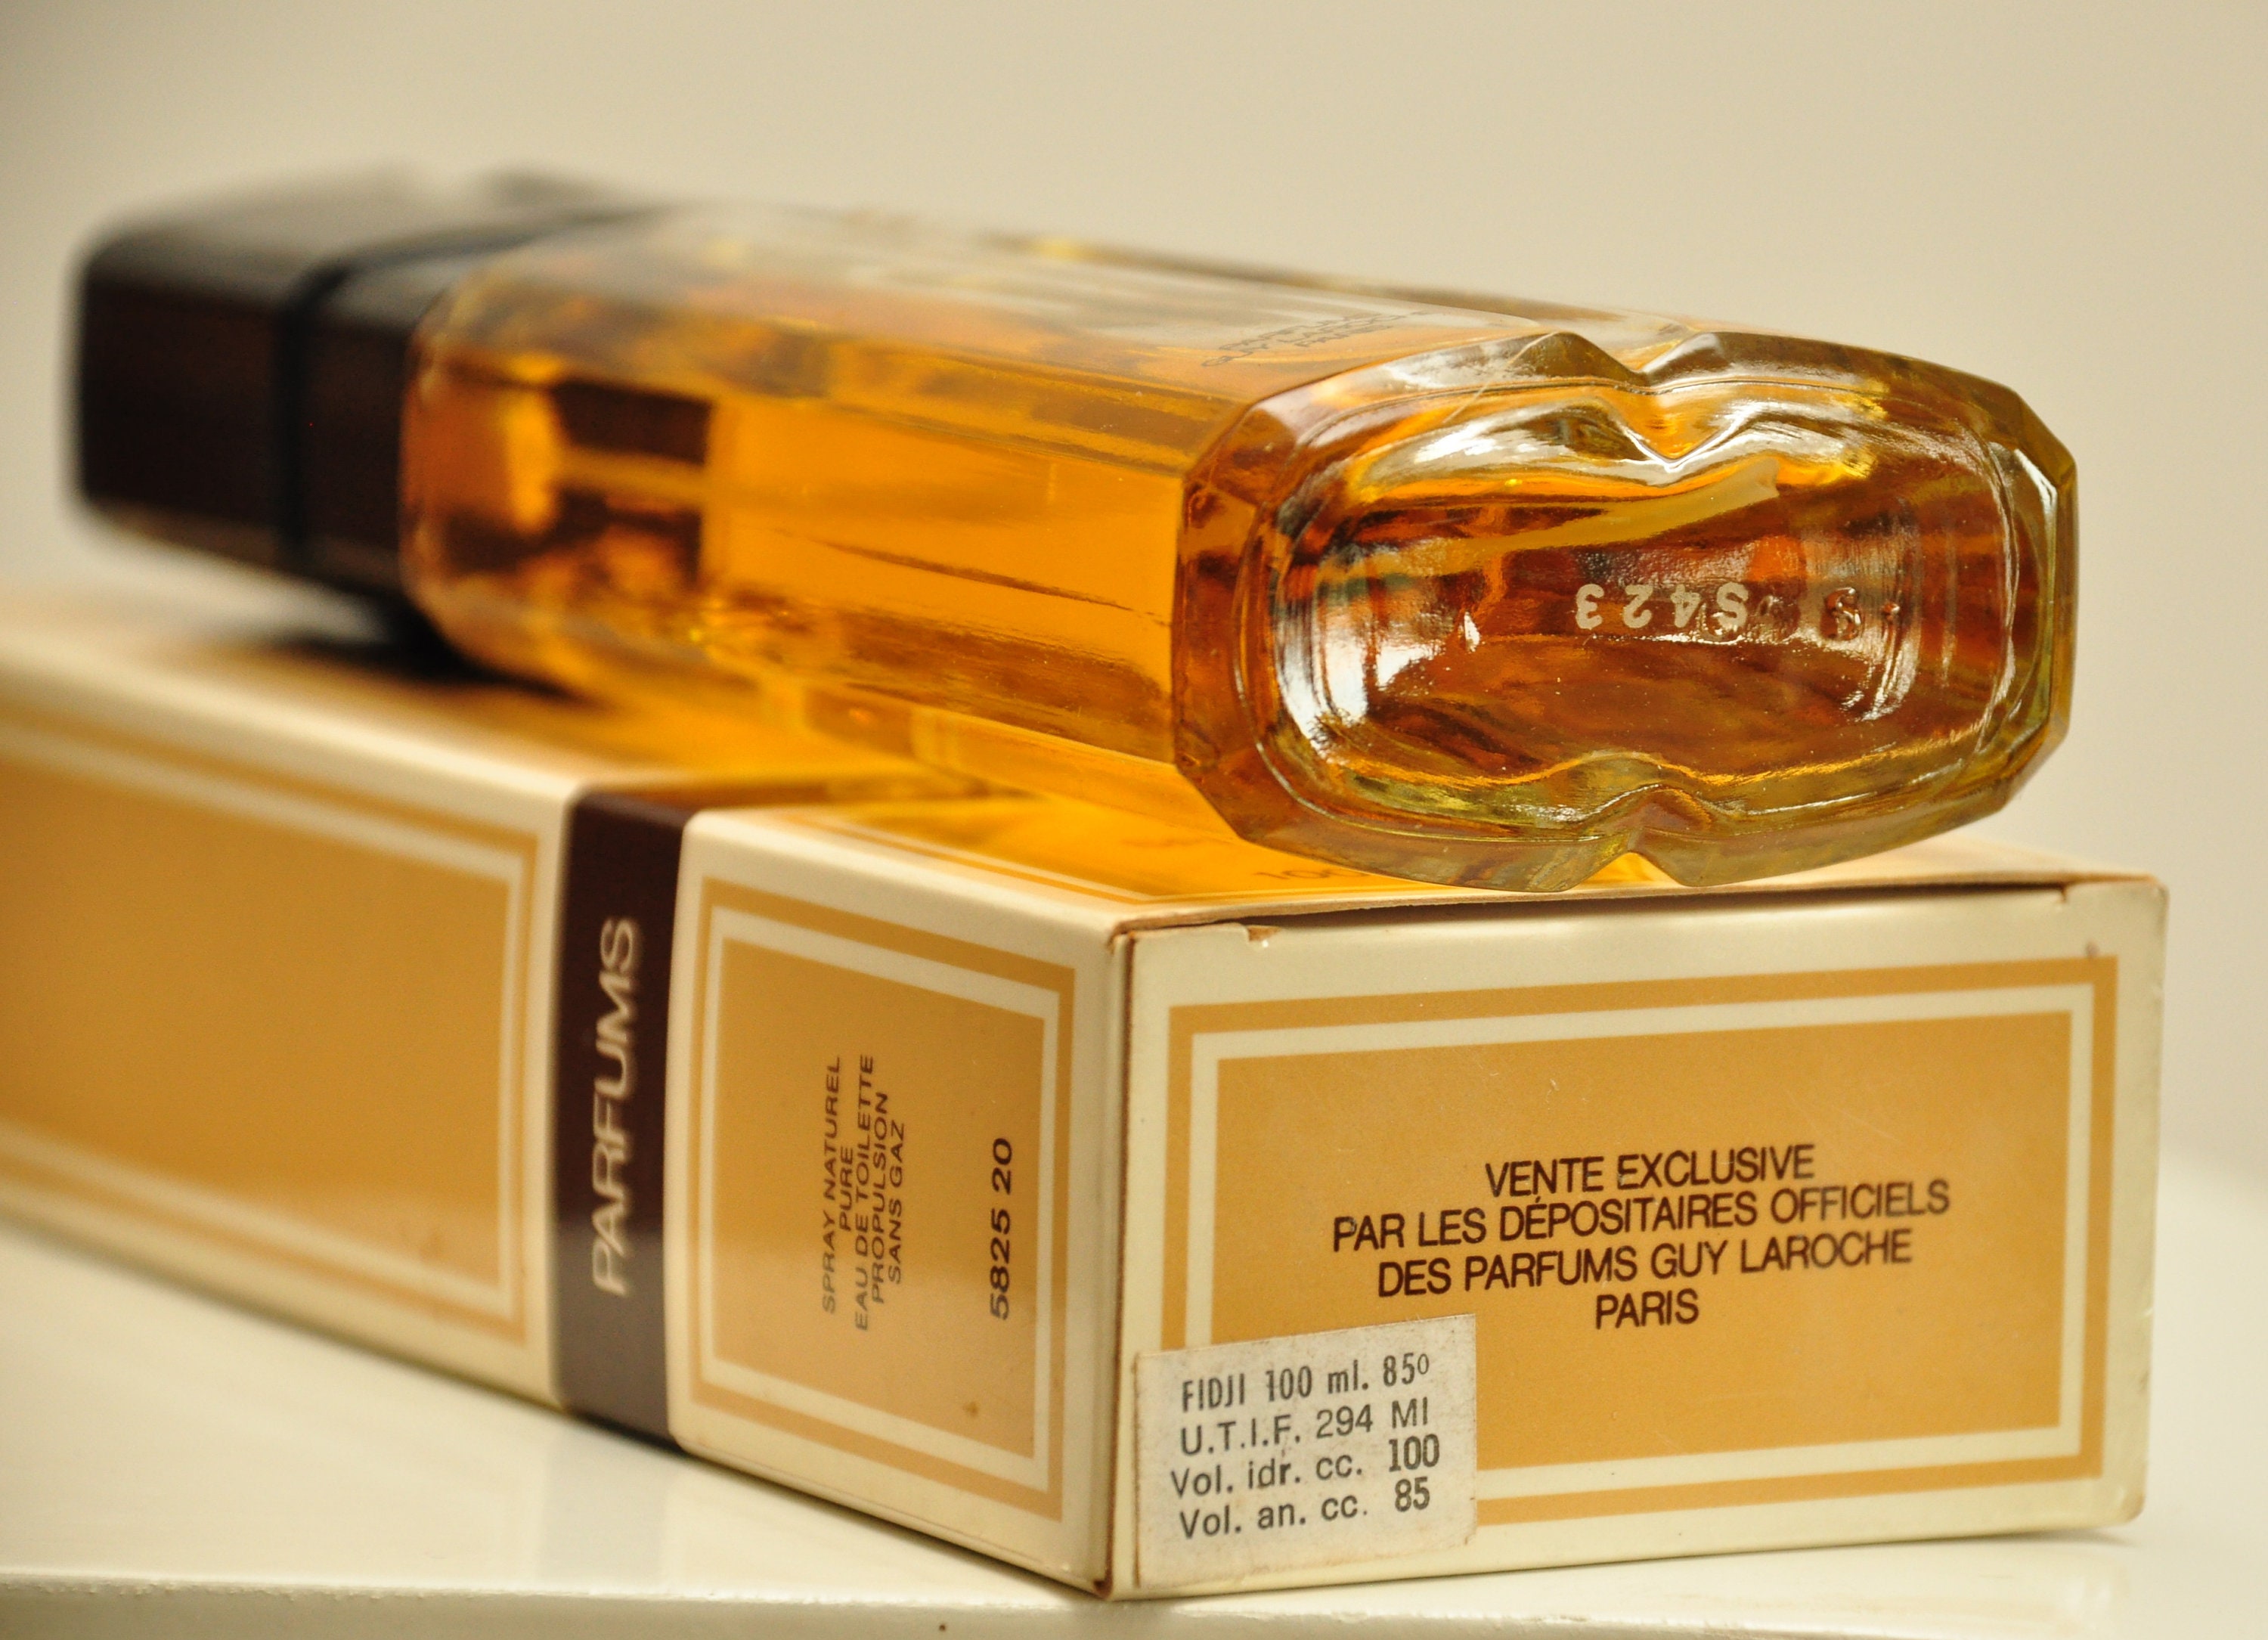 S423
PARFUMS
SPRAY NATUREL
PURE
EAU DE TOILETTE
PROPULSION
SANS GAZ
5825 20
VENTE EXCLUSIVE
PAR LES DÉPOSITAIRES OFFICIELS
DES PARFUMS GUY LAROCHE
PARIS
FIDJI 100 ml. 85º
U.T.I.F. 294 MI
Vol. idr. cc. 100
Vol. an. cc. 85